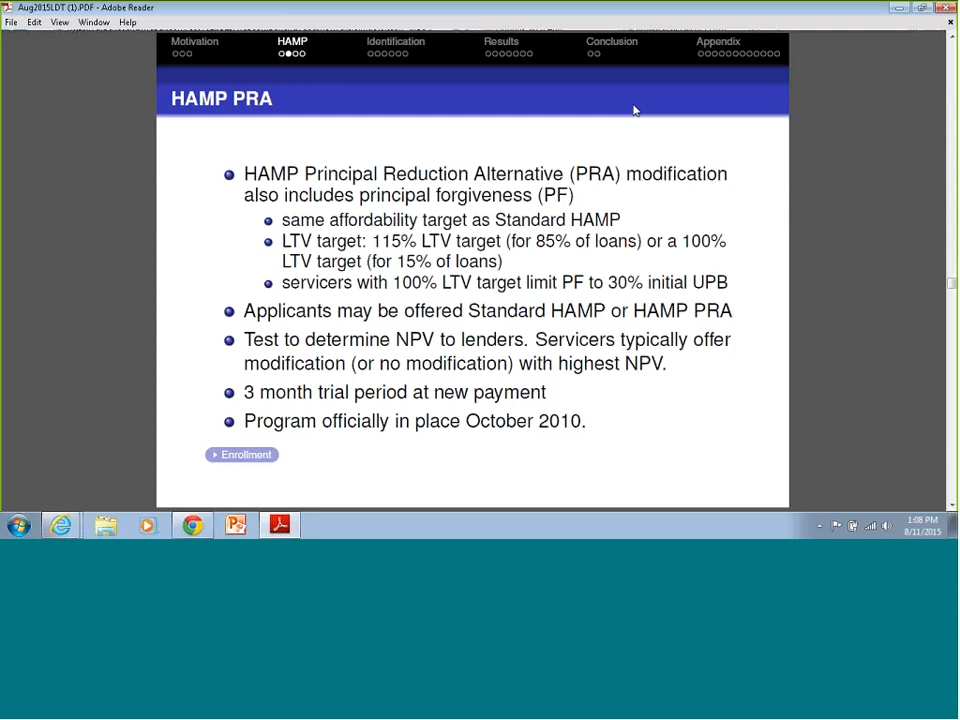 Aug2015LDT (1).PDF - Adobe Reader
File Edit View Window Help
Motivation HAMP Identification Results Conclusion Appendix
HAMP PRA
HAMP Principal Reduction Alternative (PRA) modification
also includes principal forgiveness (PF)
same affordability target as Standard HAMP
LTV target: 115% LTV target (for 85% of loans) or a 100%
LTV target (for 15% of loans)
servicers with 100% LTV target limit PF to 30% initial UPB
Applicants may be offered Standard HAMP or HAMP PRA
Test to determine NPV to lenders. Servicers typically offer
modification (or no modification) with highest NPV.
3 month trial period at new payment
Program officially in place October 2010.
Enrollment
1:08 PM
8/11/2015